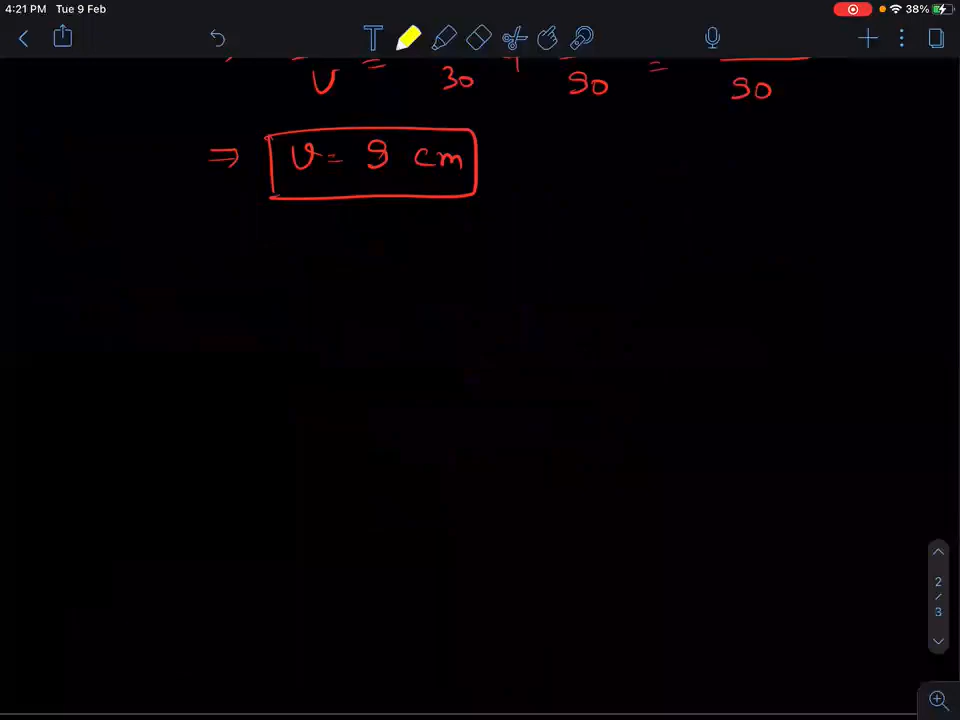 4:21 PM Tue 9 Feb
38%
T
V = 30 + 90 = 90
⇒ v = 9 cm
2
/
3